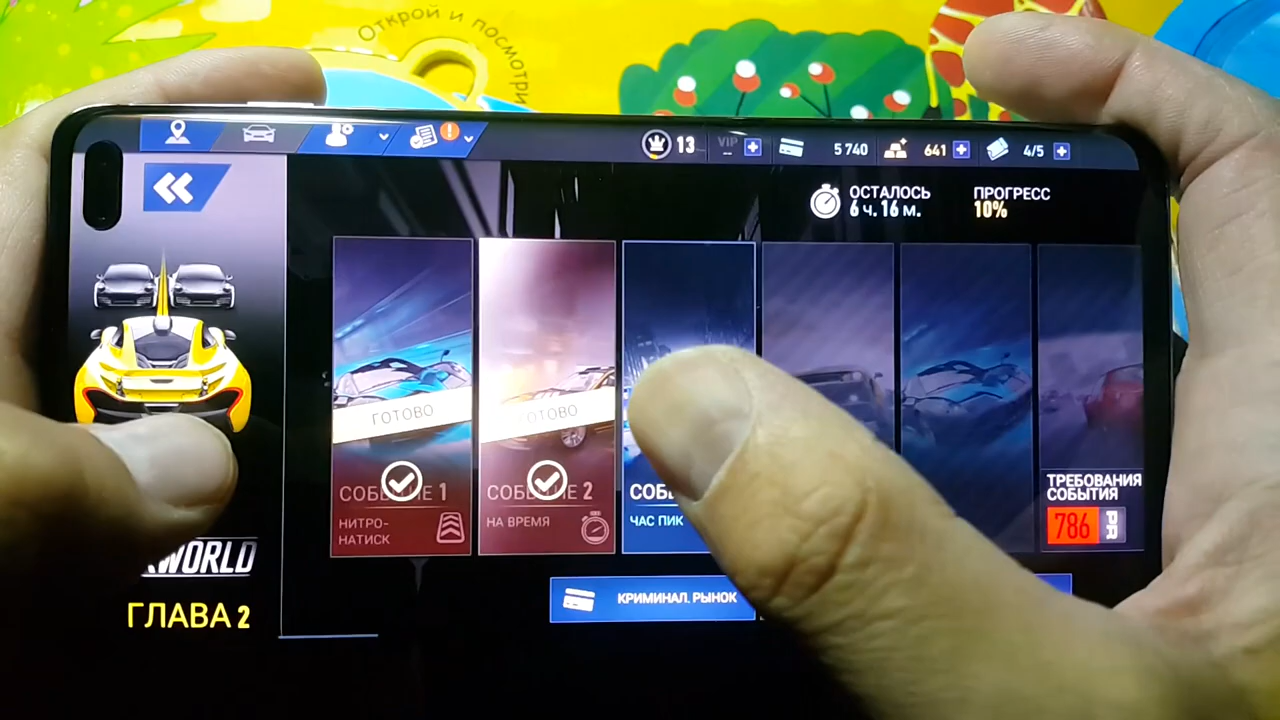 Открой и посмотри
13
VIP
5 740
641
4/5
ОСТАЛОСЬ
6 ч. 16 м.
ПРОГРЕСС
10%
ГОТОВО
СОБЫТИЕ 1
НИТРО-
НАТИСК
ГОТОВО
СОБЫТИЕ 2
НА ВРЕМЯ
ЧАС ПИК
ТРЕБОВАНИЯ
СОБЫТИЯ
786 PR
WORLD
ГЛАВА 2
КРИМИНАЛ. РЫНОК